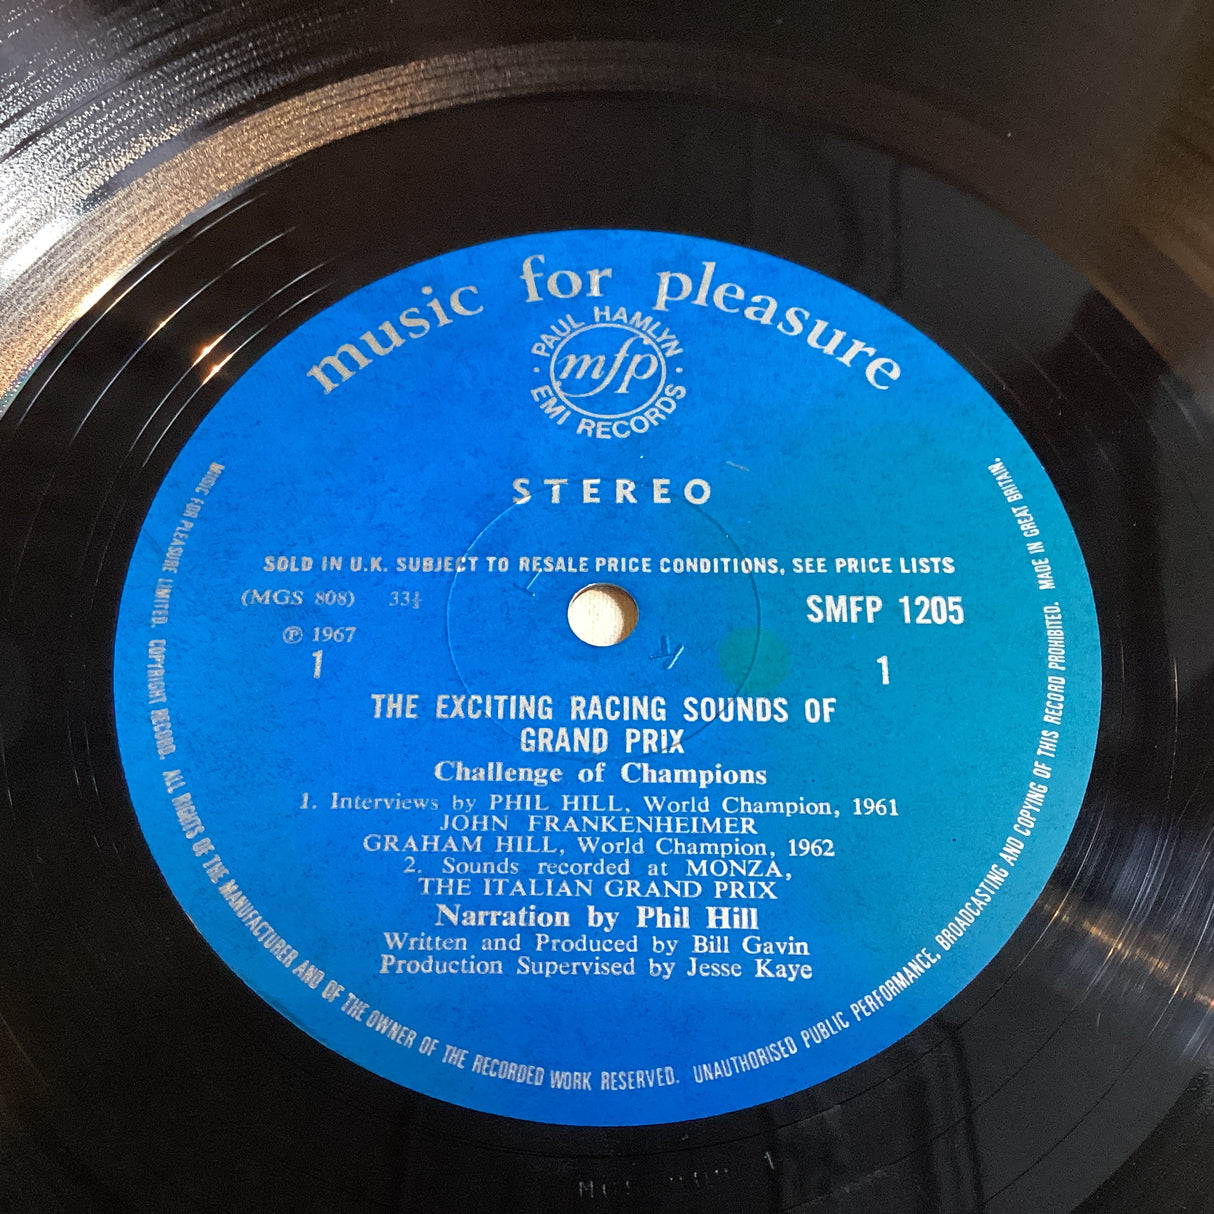 music for pleasure
PAUL HAMLYN
mfp
EMI RECORDS
STEREO
SOLD IN U.K. SUBJECT TO RESALE PRICE CONDITIONS, SEE PRICE LISTS
(MGS 808) 33⅓ SMFP 1205
℗ 1967
1 1
THE EXCITING RACING SOUNDS OF
GRAND PRIX
Challenge of Champions
1. Interviews by PHIL HILL, World Champion, 1961
JOHN FRANKENHEIMER
GRAHAM HILL, World Champion, 1962
2. Sounds recorded at MONZA,
THE ITALIAN GRAND PRIX
Narration by Phil Hill
Written and Produced by Bill Gavin
Production Supervised by Jesse Kaye
MUSIC FOR PLEASURE LIMITED. COPYRIGHT RECORD. ALL RIGHTS OF THE MANUFACTURER AND OF THE OWNER OF THE RECORDED WORK RESERVED. UNAUTHORISED PUBLIC PERFORMANCE, BROADCASTING AND COPYING OF THIS RECORD PROHIBITED. MADE IN GREAT BRITAIN.